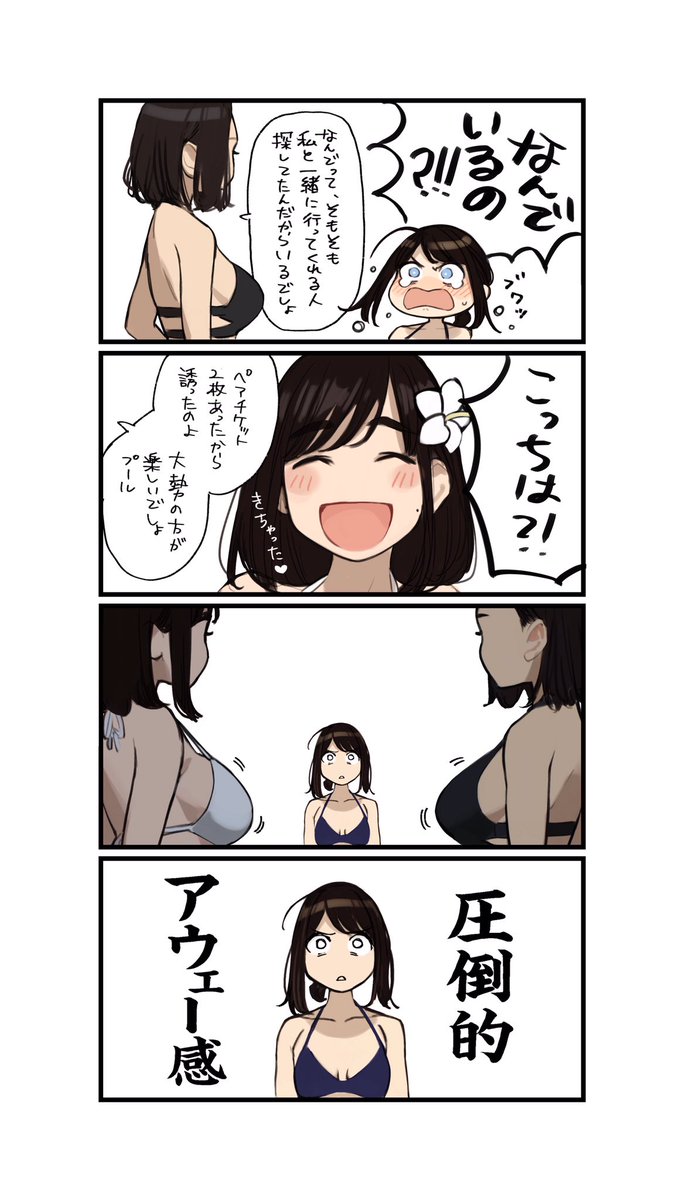 なんで
いるの
?!!
ブワッ
なんでって、そもそも
私と一緒に行ってくれる人
探してたんだからいるでしょ
こっちは?!
ペアチケット
2枚あったから
誘ったのよ
大勢の方が
楽しいでしょ
プール
きちゃった♥
圧倒的
アウェー感